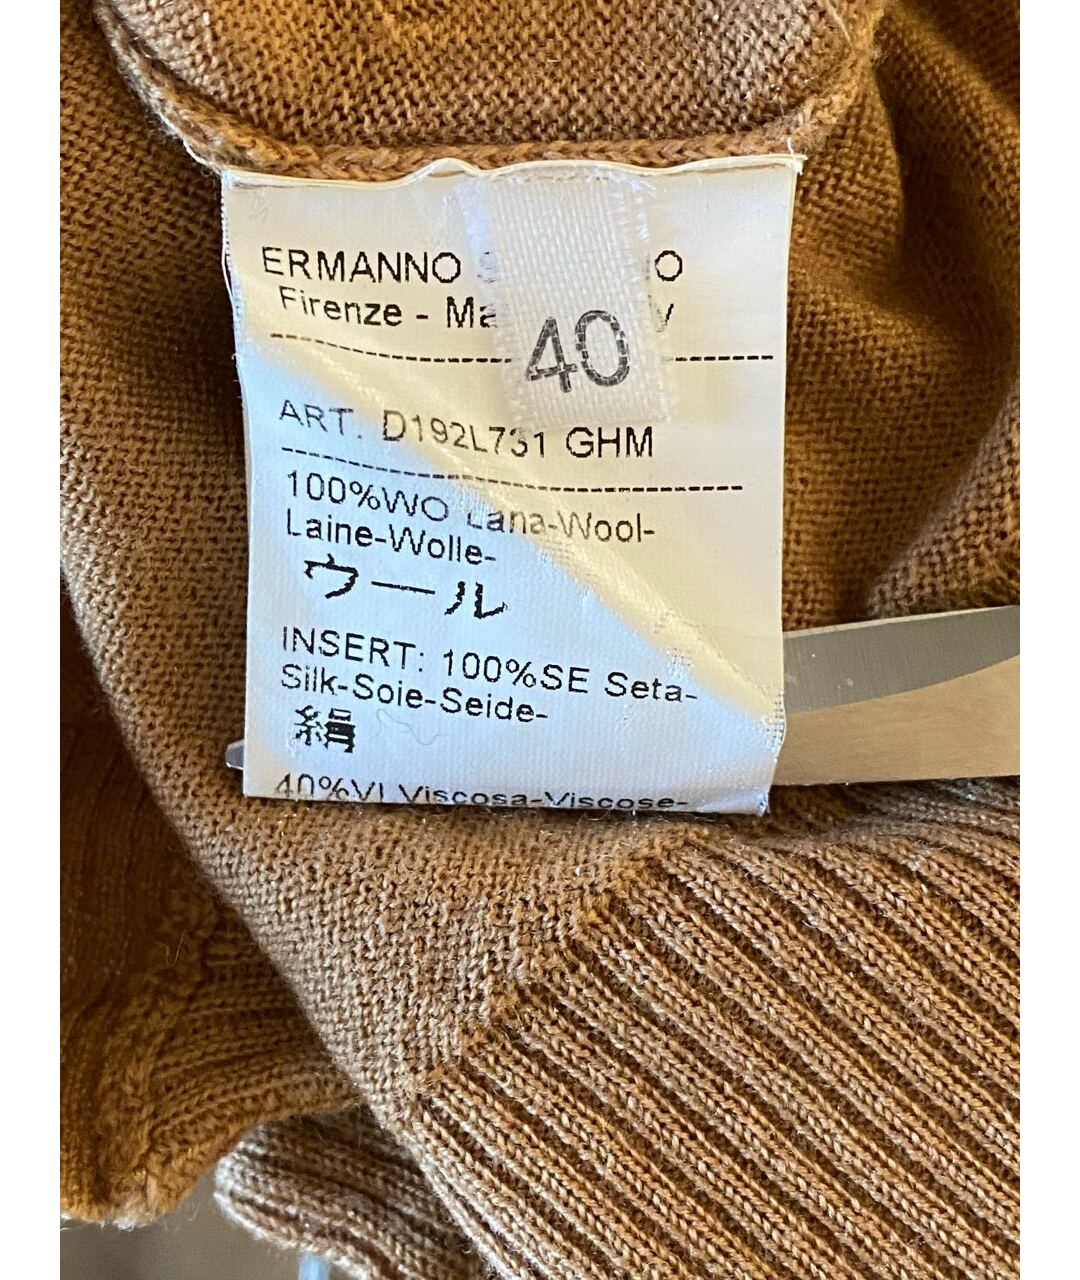 ERMANNO
Firenze -
40
ART. D192L731 GHM
100%WO Lana-Wool-
Laine-Wolle-
ウール
INSERT: 100%SE Seta-
Silk-Soie-Seide-
絹
40%VI Viscosa-Viscose-